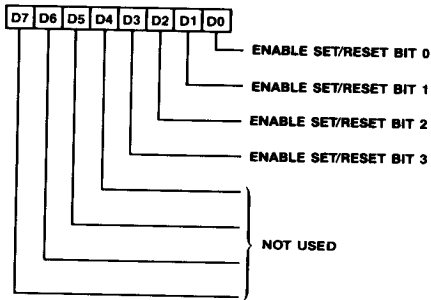 D7 D6 D5 D4 D3 D2 D1 D0
ENABLE SET/RESET BIT 0
ENABLE SET/RESET BIT 1
ENABLE SET/RESET BIT 2
ENABLE SET/RESET BIT 3
NOT USED